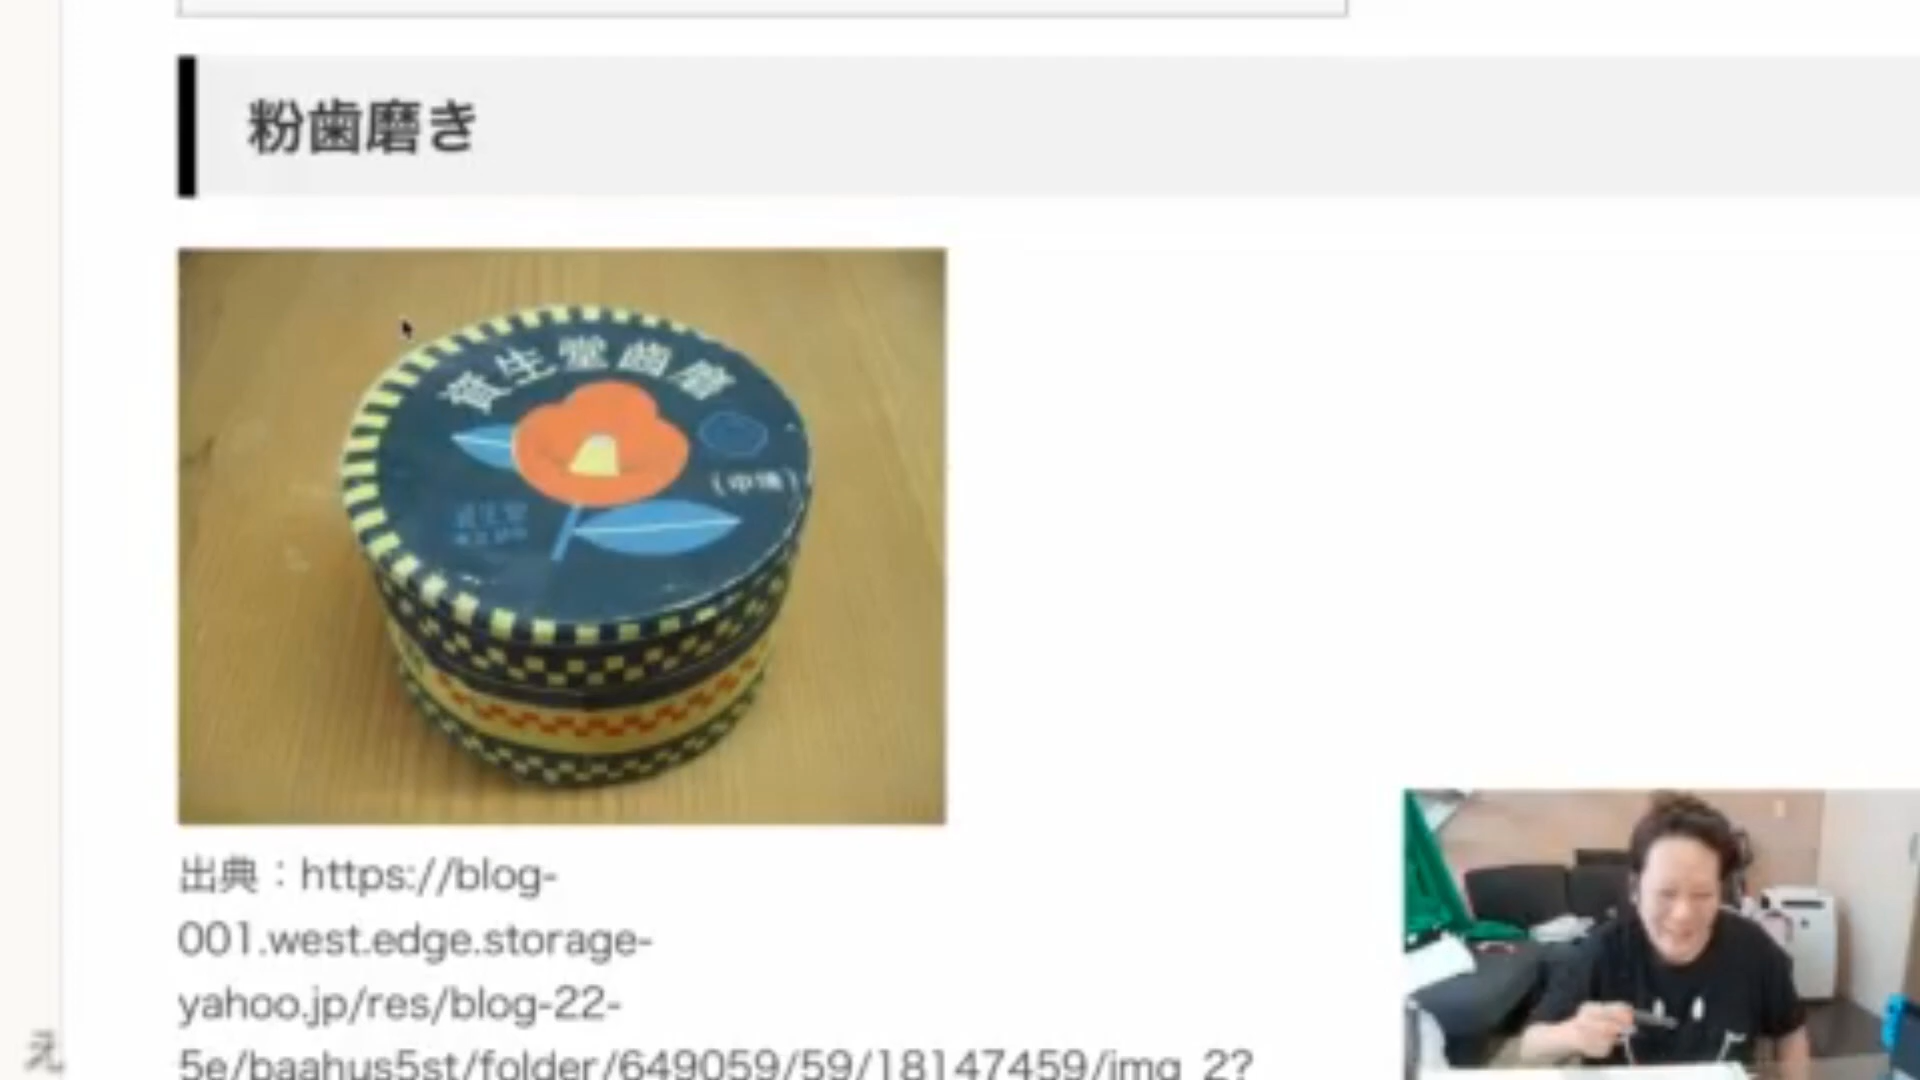 粉歯磨き
資生堂歯磨
出典：https://blog-
001.west.edge.storage-
yahoo.jp/res/blog-22-
5e/baahus5st/folder/649059/59/18147459/img_2?
え